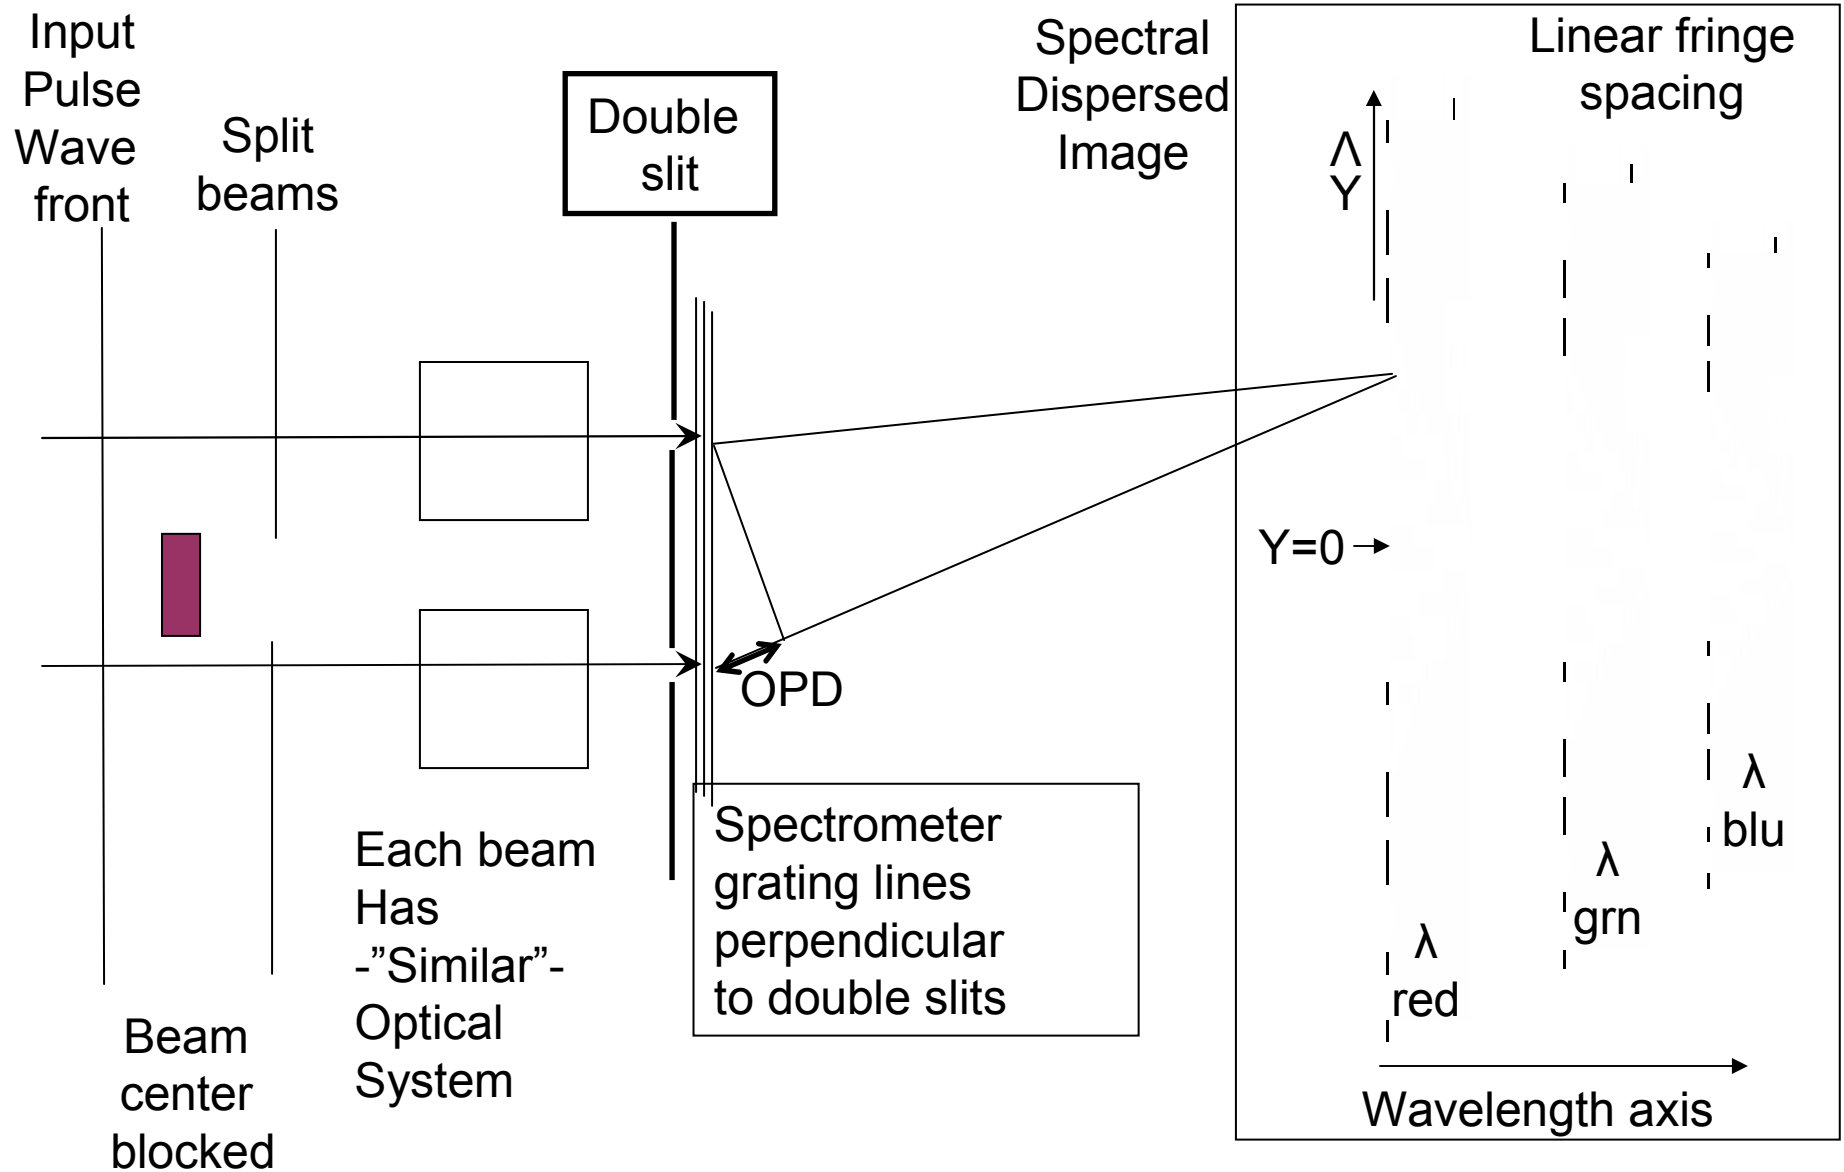 Input
Pulse
Wave
front
Split
beams
Double
slit
Spectral
Dispersed
Image
Linear fringe
spacing
Λ
Y
Y=0
OPD
λ
blu
λ
grn
λ
red
Wavelength axis
Spectrometer
grating lines
perpendicular
to double slits
Each beam
Has
-”Similar”-
Optical
System
Beam
center
blocked